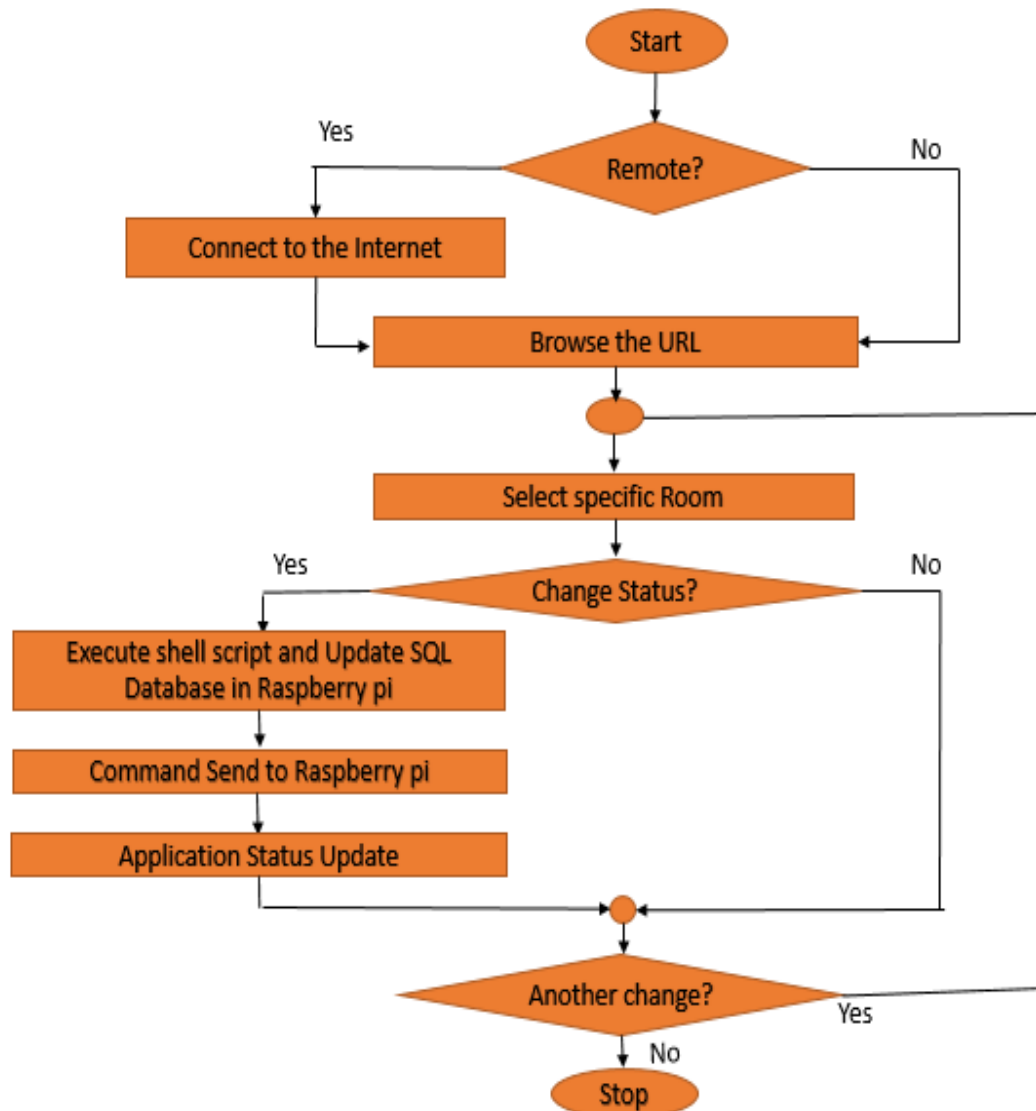 Start
Yes
Remote?
No
Connect to the Internet
Browse the URL
Select specific Room
Yes
Change Status?
No
Execute shell script and Update SQL
Database in Raspberry pi
Command Send to Raspberry pi
Application Status Update
Another change?
Yes
No
Stop